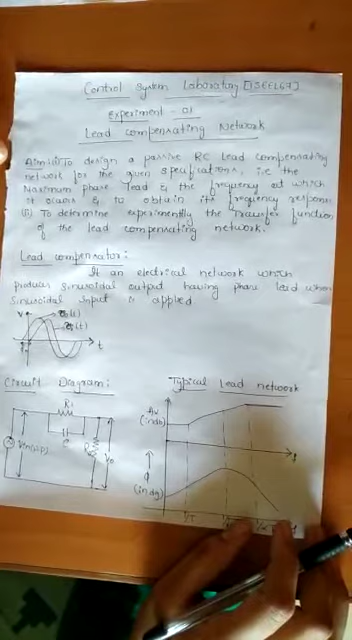 Control System Laboratory [18EEL67]
Experiment - 01
Lead Compensating Network
Aim: (i) To design a passive RC Lead compensating
network for the given specifications, i.e the
Maximum phase lead & the frequency at which
it occurs & to obtain its frequency response
(ii) To determine experimently the transfer function
of the lead compensating network.
Lead compensator:
It an electrical network which
produces sinusoidal output having phase lead when
sinusoidal input is applied.
V
t
Circuit Diagram:
Typical Lead network
R1
C
Vin(i/p)
Vo
Av
(in db)
f
ϕ
(in deg)
1/T